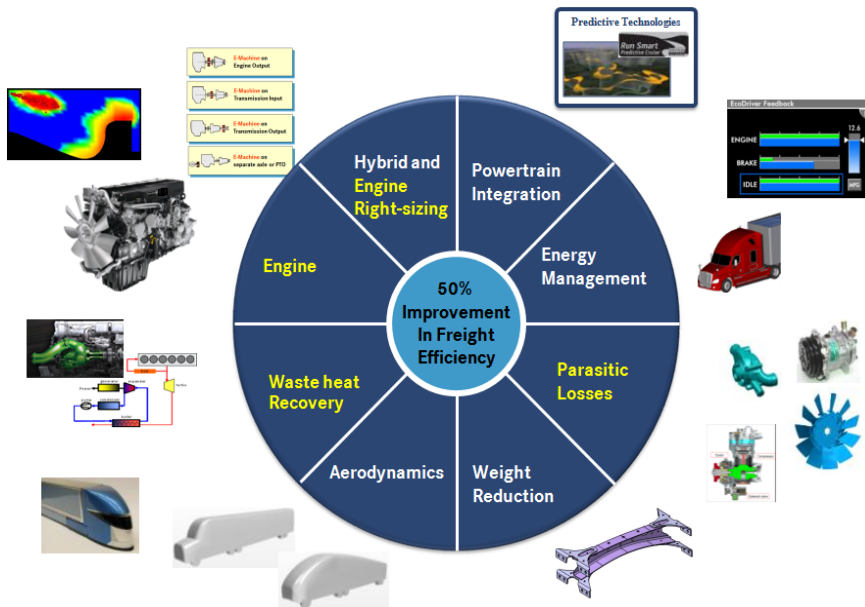 Predictive Technologies
Run Smart
Predictive Cruise
E-Machine on
Engine Output
E-Machine on
Transmission Input
E-Machine on
Transmission Output
E-Machine on
separate axle or PTO
EcoDriver Feedback
12.6
ENGINE
BRAKE
IDLE
MPG
Hybrid and
Engine
Right-sizing
Powertrain
Integration
Engine
Energy
Management
50%
Improvement
In Freight
Efficiency
Waste heat
Recovery
Parasitic
Losses
Aerodynamics
Weight
Reduction